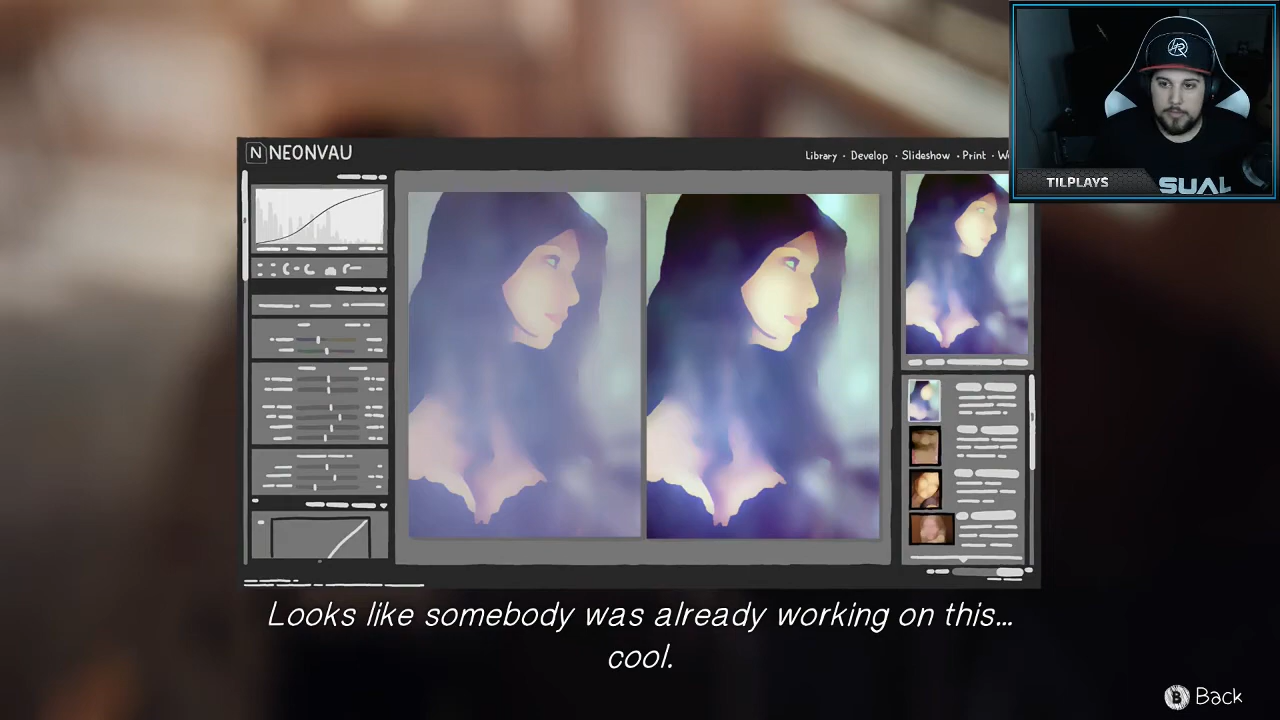 N NEONVAU
Library · Develop · Slideshow · Print · W
TILPLAYS
SUAL
Looks like somebody was already working on this...
cool.
B Back